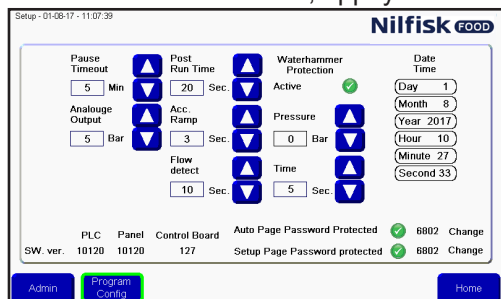 Setup - 01-08-17 - 11:07:39
Nilfisk FOOD
Pause
Timeout
5 Min
Post
Run Time
20 Sec.
Waterhammer
Protection
Active
Date
Time
Day 1
Month 8
Year 2017
Hour 10
Minute 27
Second 33
Analouge
Output
5 Bar
Acc.
Ramp
3 Sec.
Pressure
0 Bar
Flow
detect
10 Sec.
Time
5 Sec.
PLC Panel Control Board
SW. ver. 10120 10120 127
Auto Page Password Protected 6802 Change
Setup Page Password protected 6802 Change
Admin
Program
Config
Home